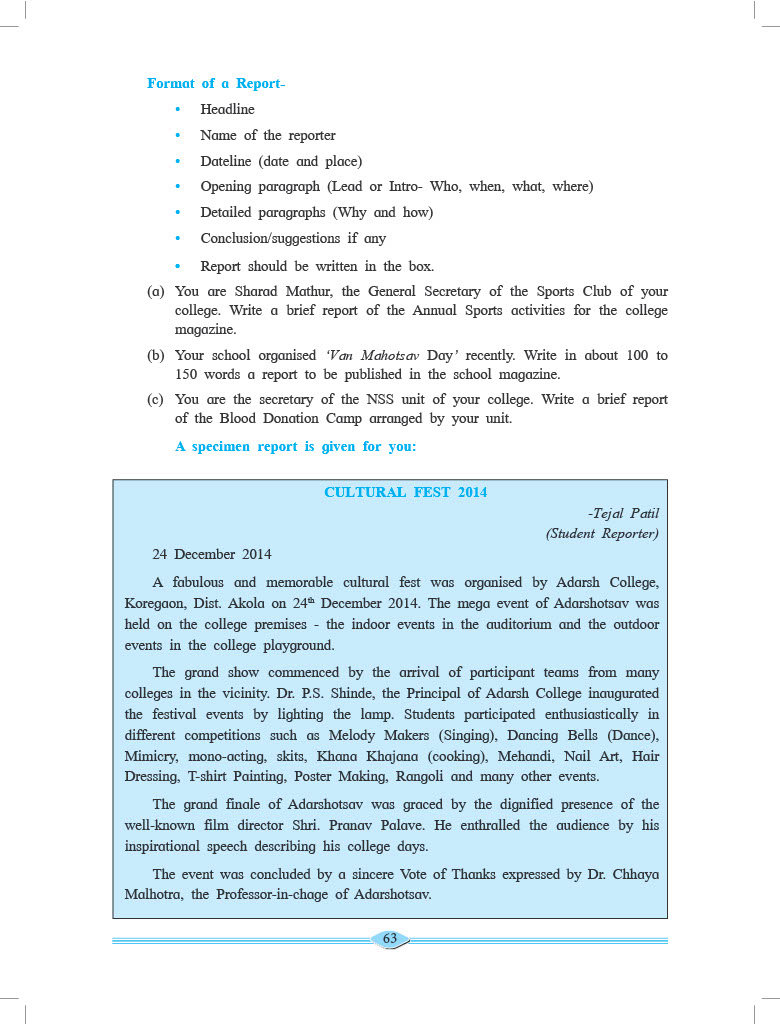 Format of a Report-
• Headline
• Name of the reporter
• Dateline (date and place)
• Opening paragraph (Lead or Intro- Who, when, what, where)
• Detailed paragraphs (Why and how)
• Conclusion/suggestions if any
• Report should be written in the box.
(a) You are Sharad Mathur, the General Secretary of the Sports Club of your
college. Write a brief report of the Annual Sports activities for the college
magazine.
(b) Your school organised ‘Van Mahotsav Day’ recently. Write in about 100 to
150 words a report to be published in the school magazine.
(c) You are the secretary of the NSS unit of your college. Write a brief report
of the Blood Donation Camp arranged by your unit.
A specimen report is given for you:
CULTURAL FEST 2014
-Tejal Patil
(Student Reporter)
24 December 2014
A fabulous and memorable cultural fest was organised by Adarsh College,
Koregaon, Dist. Akola on 24th December 2014. The mega event of Adarshotsav was
held on the college premises - the indoor events in the auditorium and the outdoor
events in the college playground.
The grand show commenced by the arrival of participant teams from many
colleges in the vicinity. Dr. P.S. Shinde, the Principal of Adarsh College inaugurated
the festival events by lighting the lamp. Students participated enthusiastically in
different competitions such as Melody Makers (Singing), Dancing Bells (Dance),
Mimicry, mono-acting, skits, Khana Khajana (cooking), Mehandi, Nail Art, Hair
Dressing, T-shirt Painting, Poster Making, Rangoli and many other events.
The grand finale of Adarshotsav was graced by the dignified presence of the
well-known film director Shri. Pranav Palave. He enthralled the audience by his
inspirational speech describing his college days.
The event was concluded by a sincere Vote of Thanks expressed by Dr. Chhaya
Malhotra, the Professor-in-chage of Adarshotsav.
63